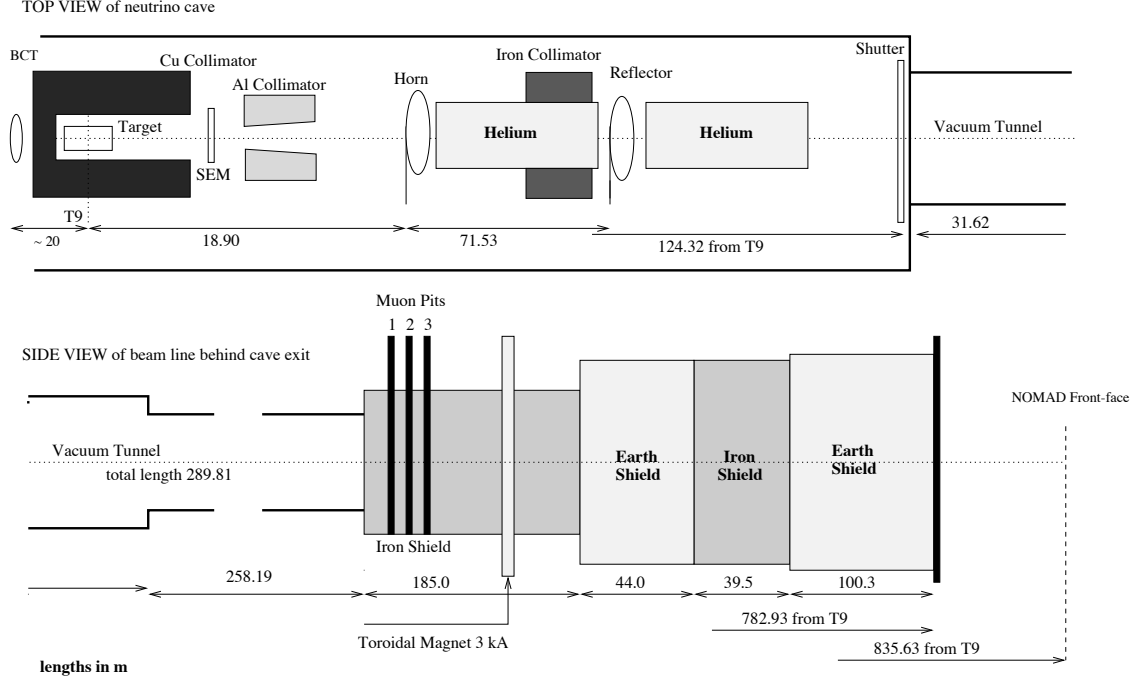 TOP VIEW of neutrino cave
BCT
Cu Collimator
Al Collimator
Horn
Iron Collimator
Reflector
Shutter
Target
Helium
Helium
Vacuum Tunnel
SEM
T9
~ 20
18.90
71.53
124.32 from T9
31.62
Muon Pits
1 2 3
SIDE VIEW of beam line behind cave exit
NOMAD Front-face
Vacuum Tunnel
total length 289.81
Earth
Shield
Iron
Shield
Earth
Shield
Iron Shield
258.19
185.0
44.0
39.5
100.3
782.93 from T9
Toroidal Magnet 3 kA
835.63 from T9
lengths in m